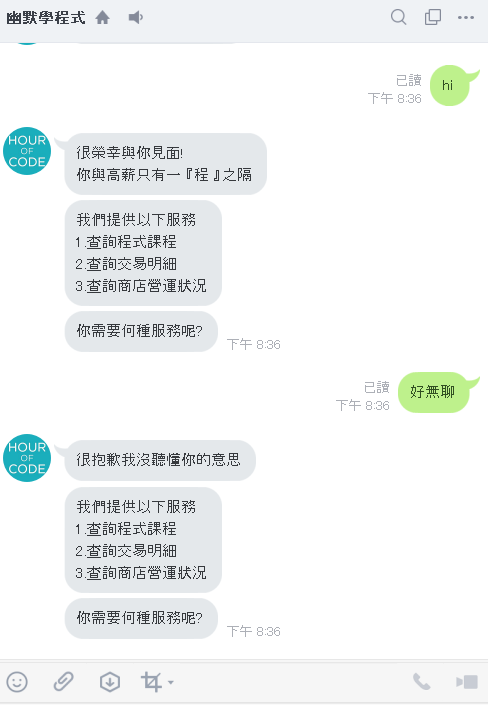 幽默學程式
已讀
下午 8:36
hi
HOUR
OF
CODE
很榮幸與你見面!
你與高薪只有一『程』之隔
我們提供以下服務
1.查詢程式課程
2.查詢交易明細
3.查詢商店營運狀況
你需要何種服務呢?
下午 8:36
已讀
下午 8:36
好無聊
HOUR
OF
CODE
很抱歉我沒聽懂你的意思
我們提供以下服務
1.查詢程式課程
2.查詢交易明細
3.查詢商店營運狀況
你需要何種服務呢?
下午 8:36